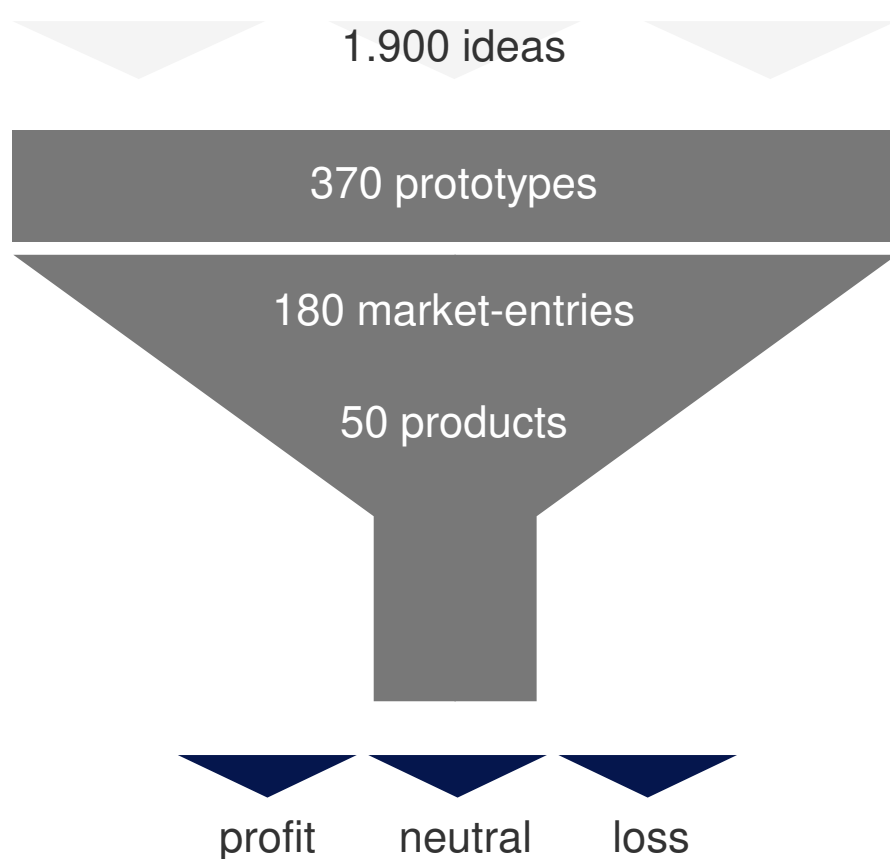 1.900 ideas
370 prototypes
180 market-entries
50 products
profit neutral loss